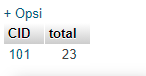 + Opsi
CID total
101 23